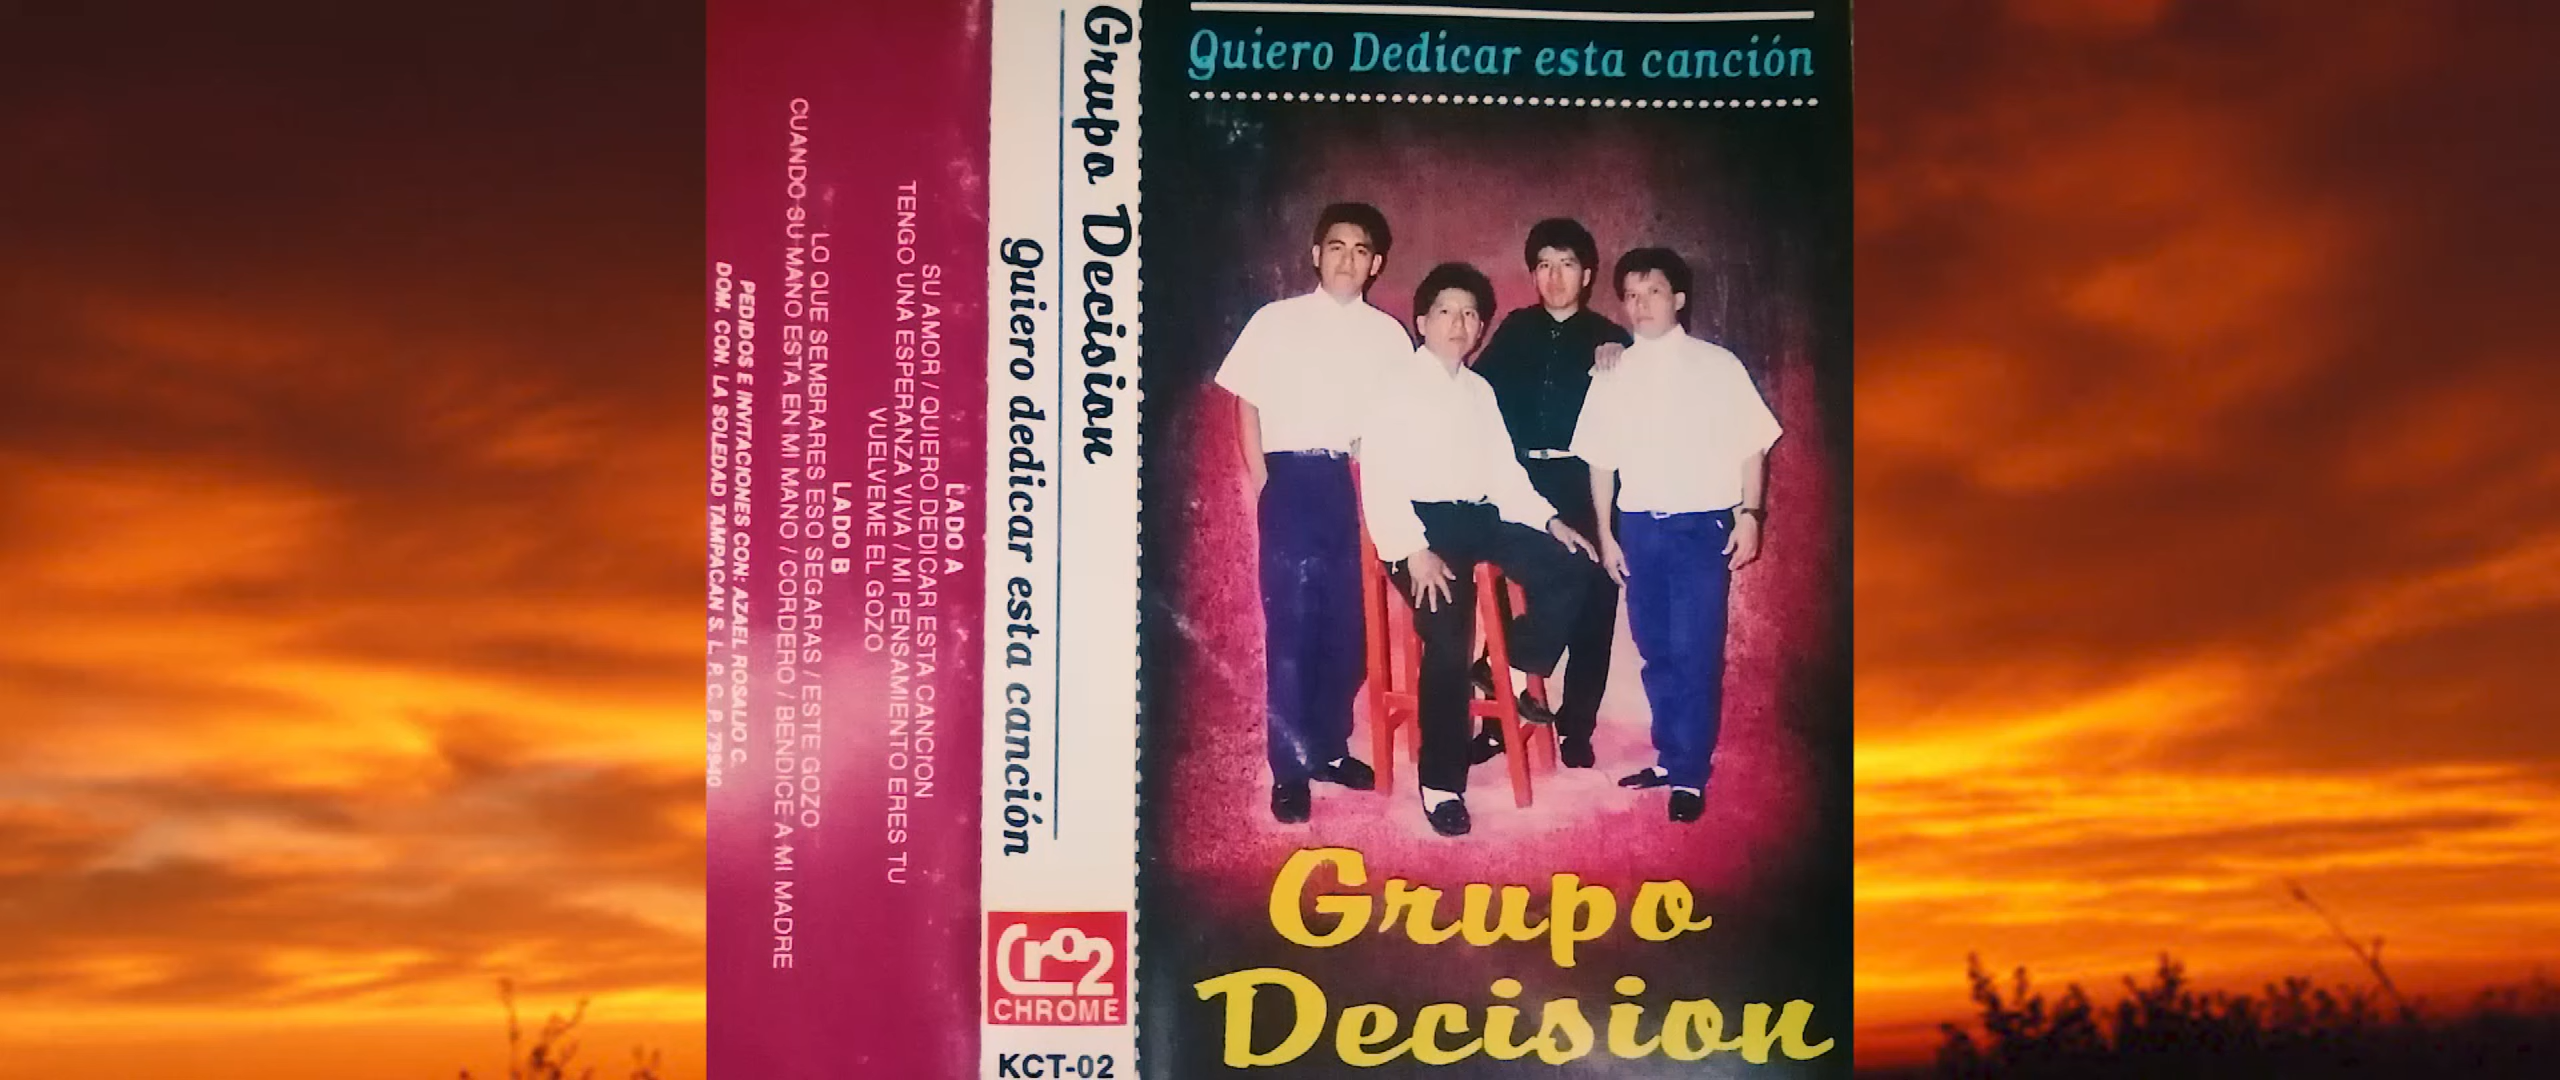 Quiero Dedicar esta canción
Grupo
Decision
Grupo Decision
Quiero dedicar esta canción
CrO2
CHROME
KCT-02
LADO A
SU AMOR / QUIERO DEDICAR ESTA CANCION
TENGO UNA ESPERANZA VIVA / MI PENSAMIENTO ERES TU
VUELVEME EL GOZO
LADO B
LO QUE SEMBRARES ESO SEGARAS / ESTE GOZO
CUANDO SU MANO ESTA EN MI MANO / CORDERO / BENDICE A MI MADRE
PEDIDOS E INVITACIONES CON: AZAEL ROSALIO C.
DOM. CON. LA SOLEDAD TAMPACAN S. L. P. C. P. 79940